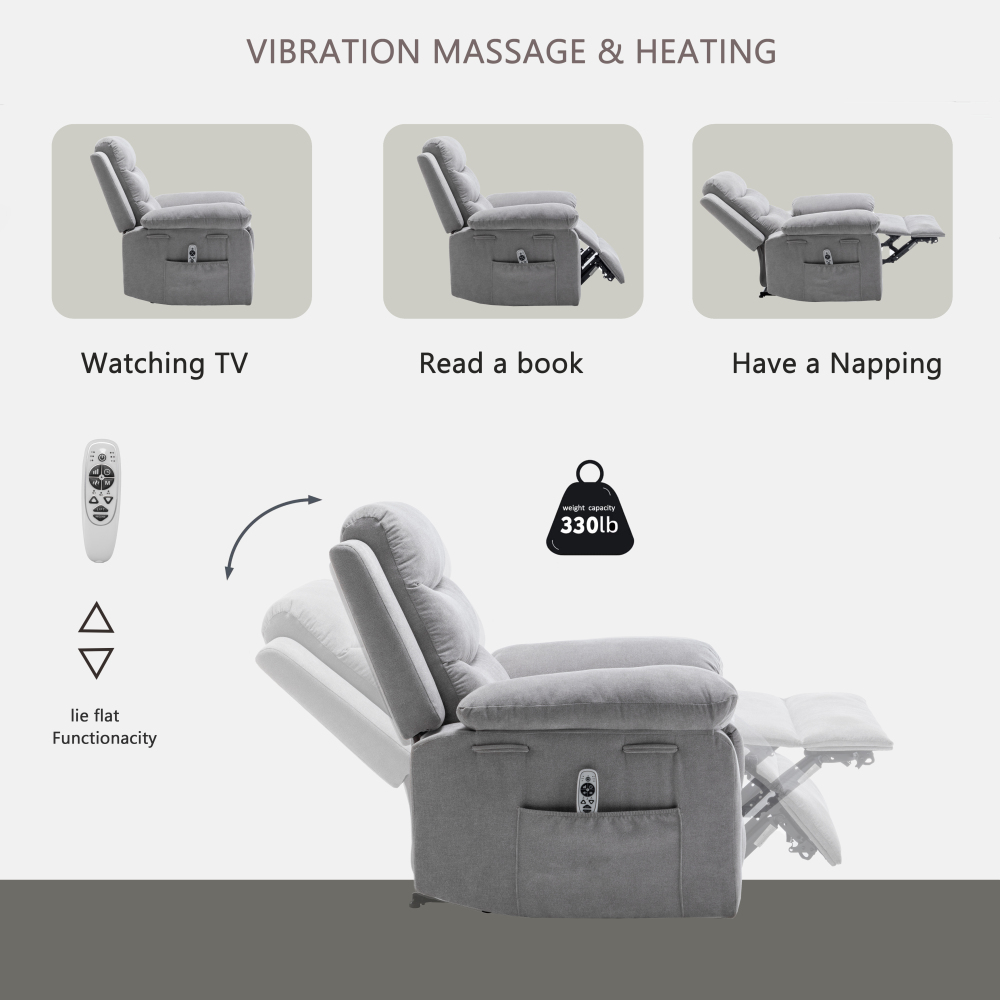 VIBRATION MASSAGE & HEATING
Watching TV
Read a book
Have a Napping
weight capacity
330lb
lie flat
Functionacity